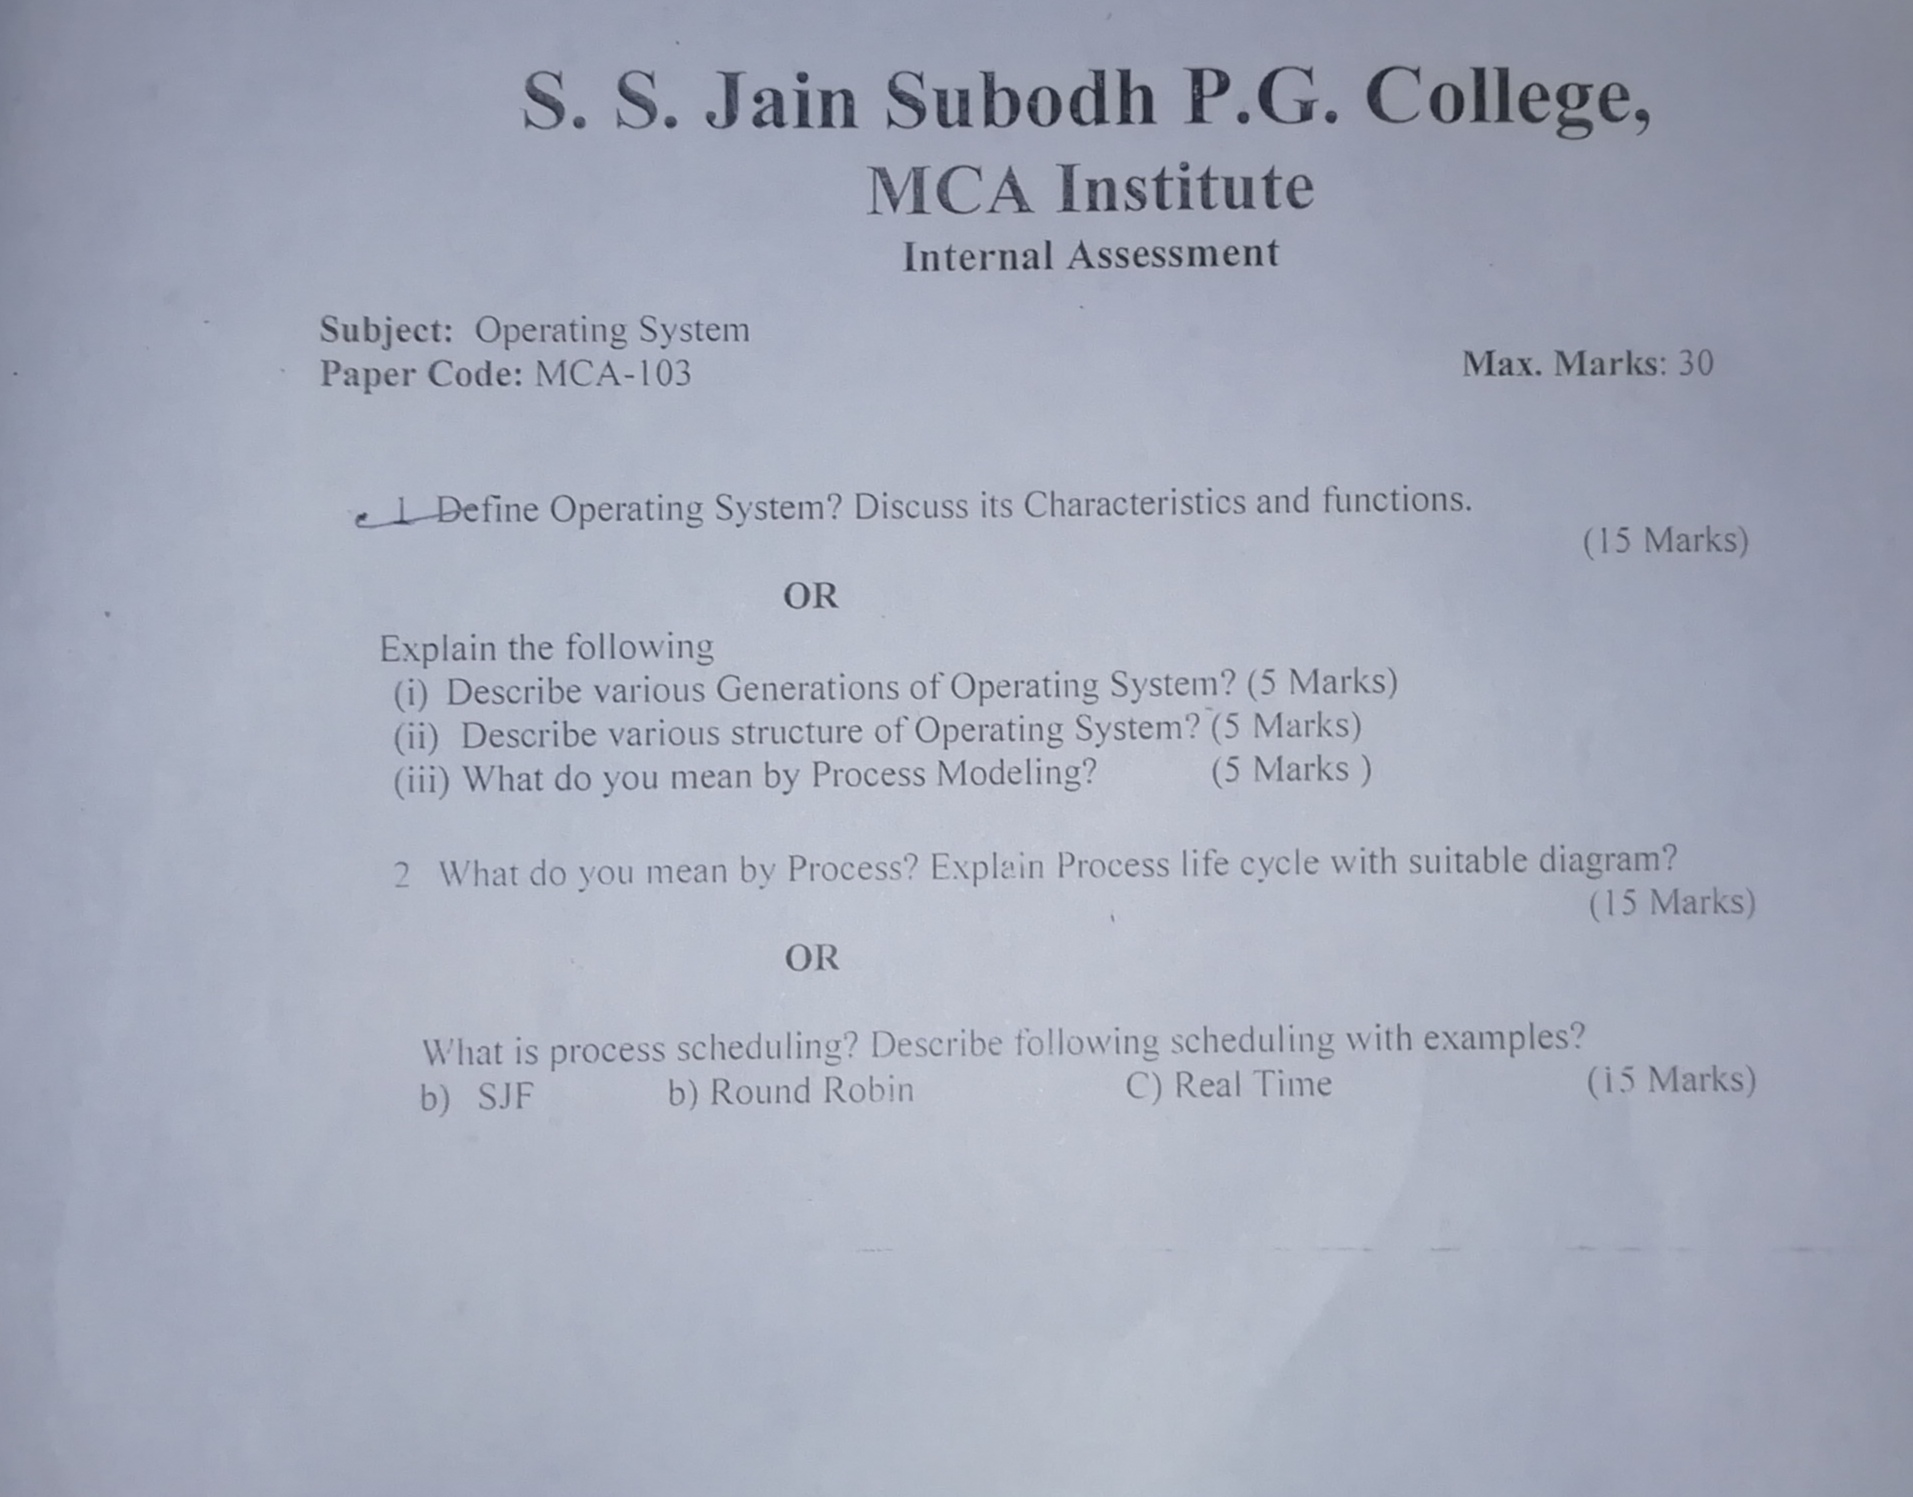 S. S. Jain Subodh P.G. College,
MCA Institute
Internal Assessment
Subject: Operating System
Paper Code: MCA-103
Max. Marks: 30
1 Define Operating System? Discuss its Characteristics and functions.
(15 Marks)
OR
Explain the following
(i) Describe various Generations of Operating System? (5 Marks)
(ii) Describe various structure of Operating System? (5 Marks)
(iii) What do you mean by Process Modeling? (5 Marks )
2 What do you mean by Process? Explain Process life cycle with suitable diagram?
(15 Marks)
OR
What is process scheduling? Describe following scheduling with examples?
b) SJF b) Round Robin C) Real Time (15 Marks)